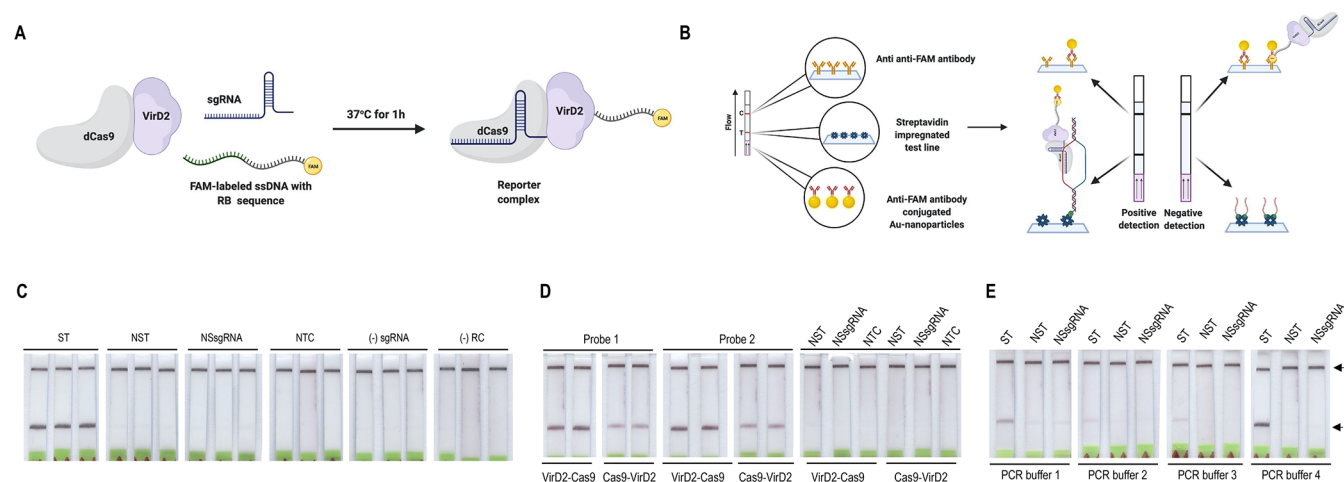 A
dCas9
VirD2
sgRNA
FAM
FAM-labeled ssDNA with
RB sequence
37°C for 1h
dCas9
VirD2
FAM
Reporter
complex
B
Flow
C
T
Anti anti-FAM antibody
Streptavidin
impregnated
test line
Anti-FAM antibody
conjugated
Au-nanoparticles
Positive
detection
Negative
detection
C
ST
NST
NSsgRNA
NTC
(-) sgRNA
(-) RC
D
Probe 1
Probe 2
NST
NSsgRNA
NTC
NST
NSsgRNA
NTC
VirD2-Cas9
Cas9-VirD2
VirD2-Cas9
Cas9-VirD2
VirD2-Cas9
Cas9-VirD2
E
ST
NST
NSsgRNA
ST
NST
NSsgRNA
ST
NST
NSsgRNA
ST
NST
NSsgRNA
PCR buffer 1
PCR buffer 2
PCR buffer 3
PCR buffer 4